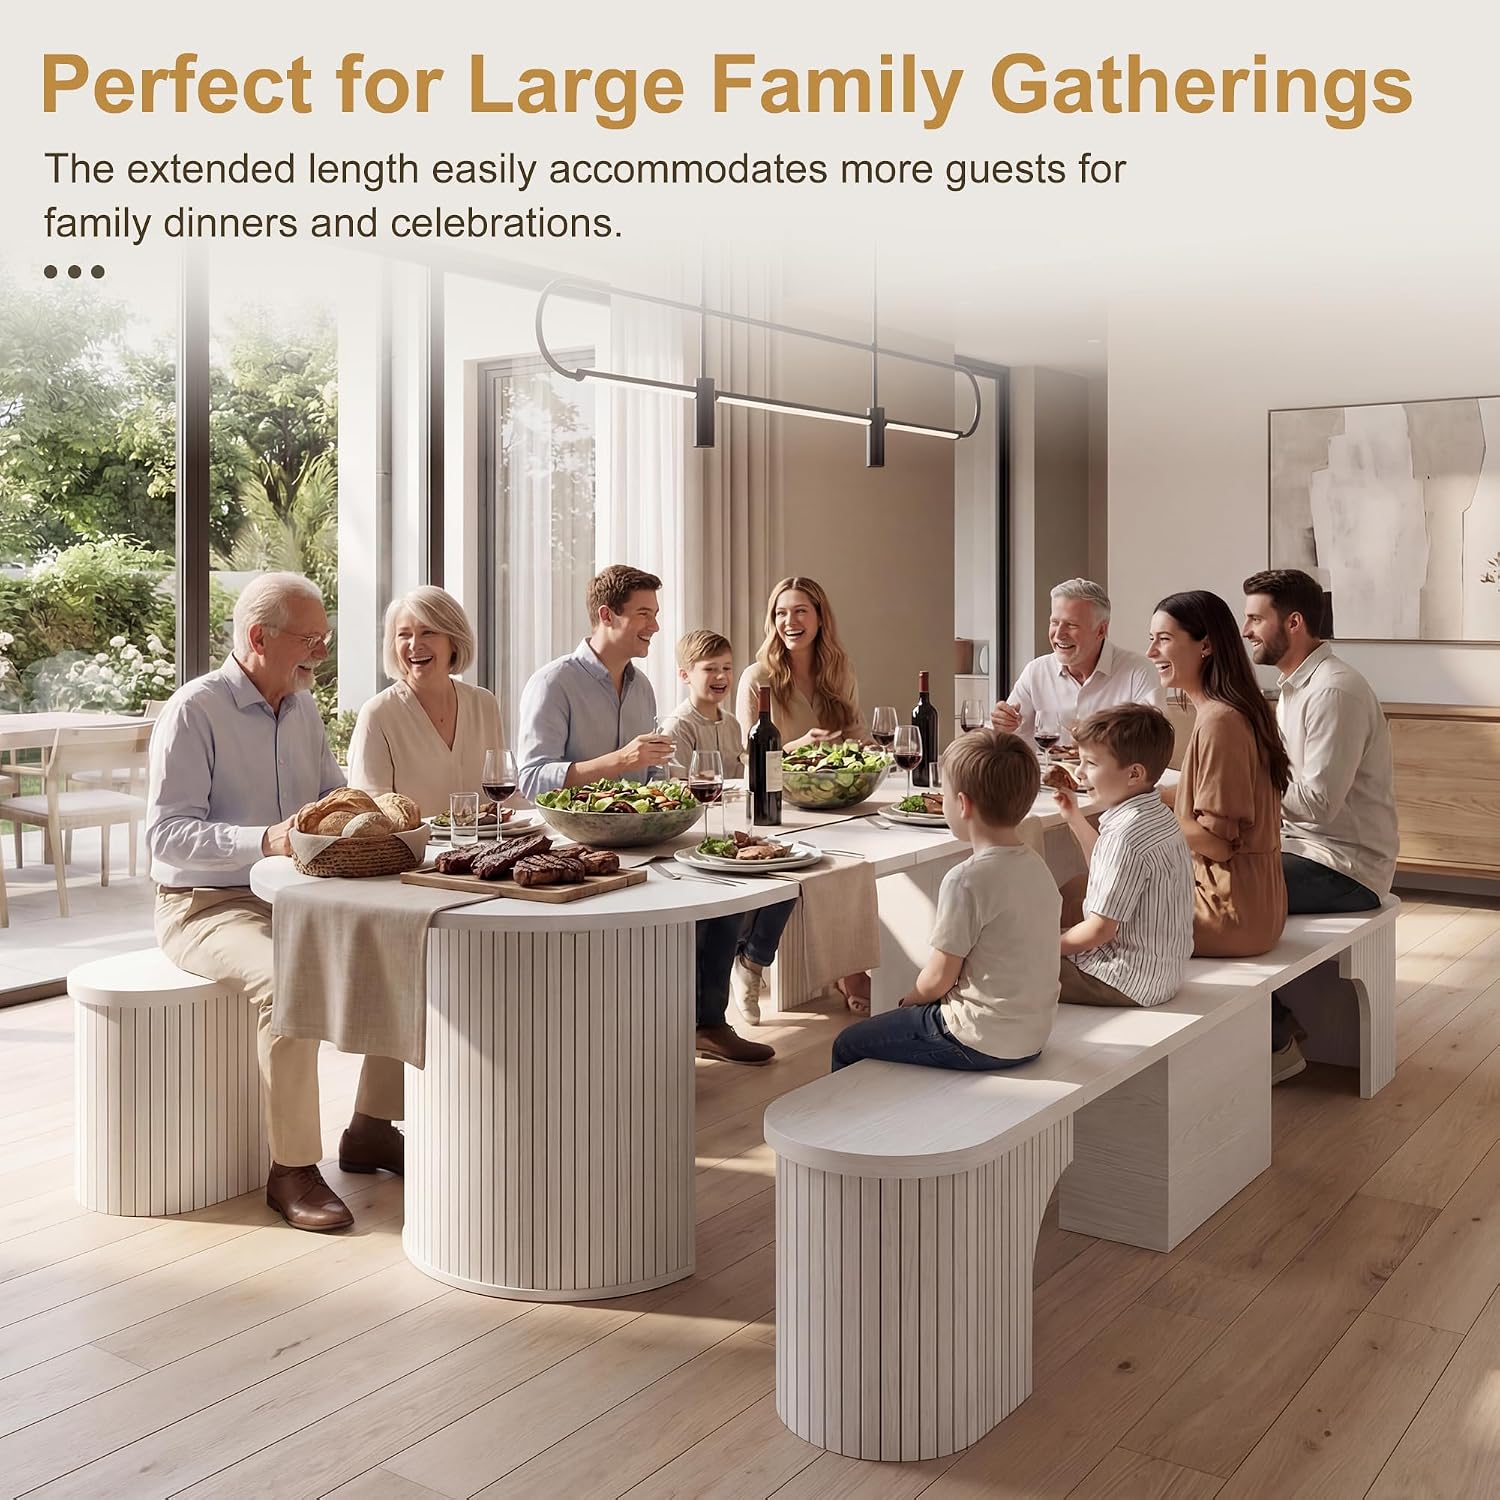 Perfect for Large Family Gatherings
The extended length easily accommodates more guests for
family dinners and celebrations.